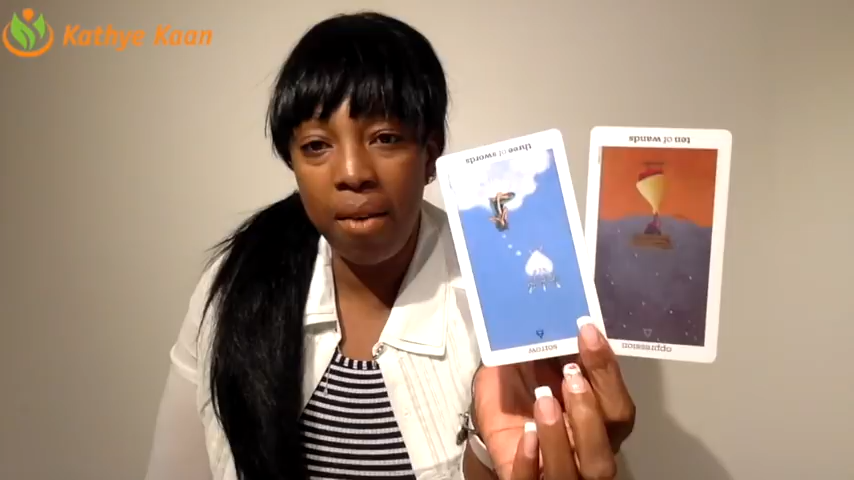 Kathye Kaan
three of swords
ten of wands
sorrow
oppression